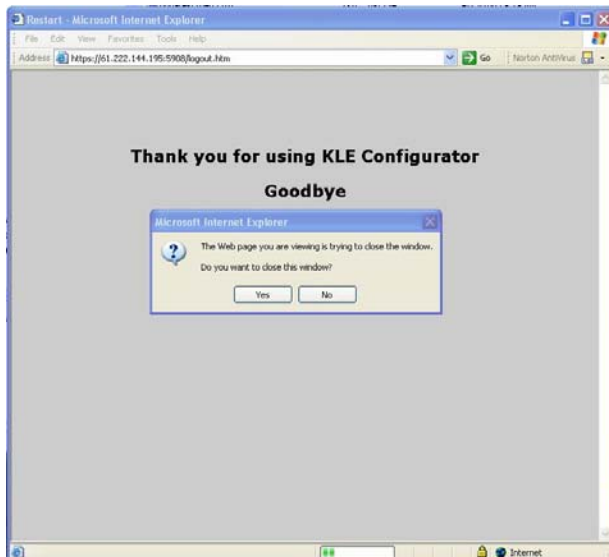 Restart - Microsoft Internet Explorer
File Edit View Favorites Tools Help
Address https://61.222.144.195:5908/logout.htm Go Norton AntiVirus
Thank you for using KLE Configurator
Goodbye
Microsoft Internet Explorer
The Web page you are viewing is trying to close the window.
Do you want to close this window?
Yes No
Internet